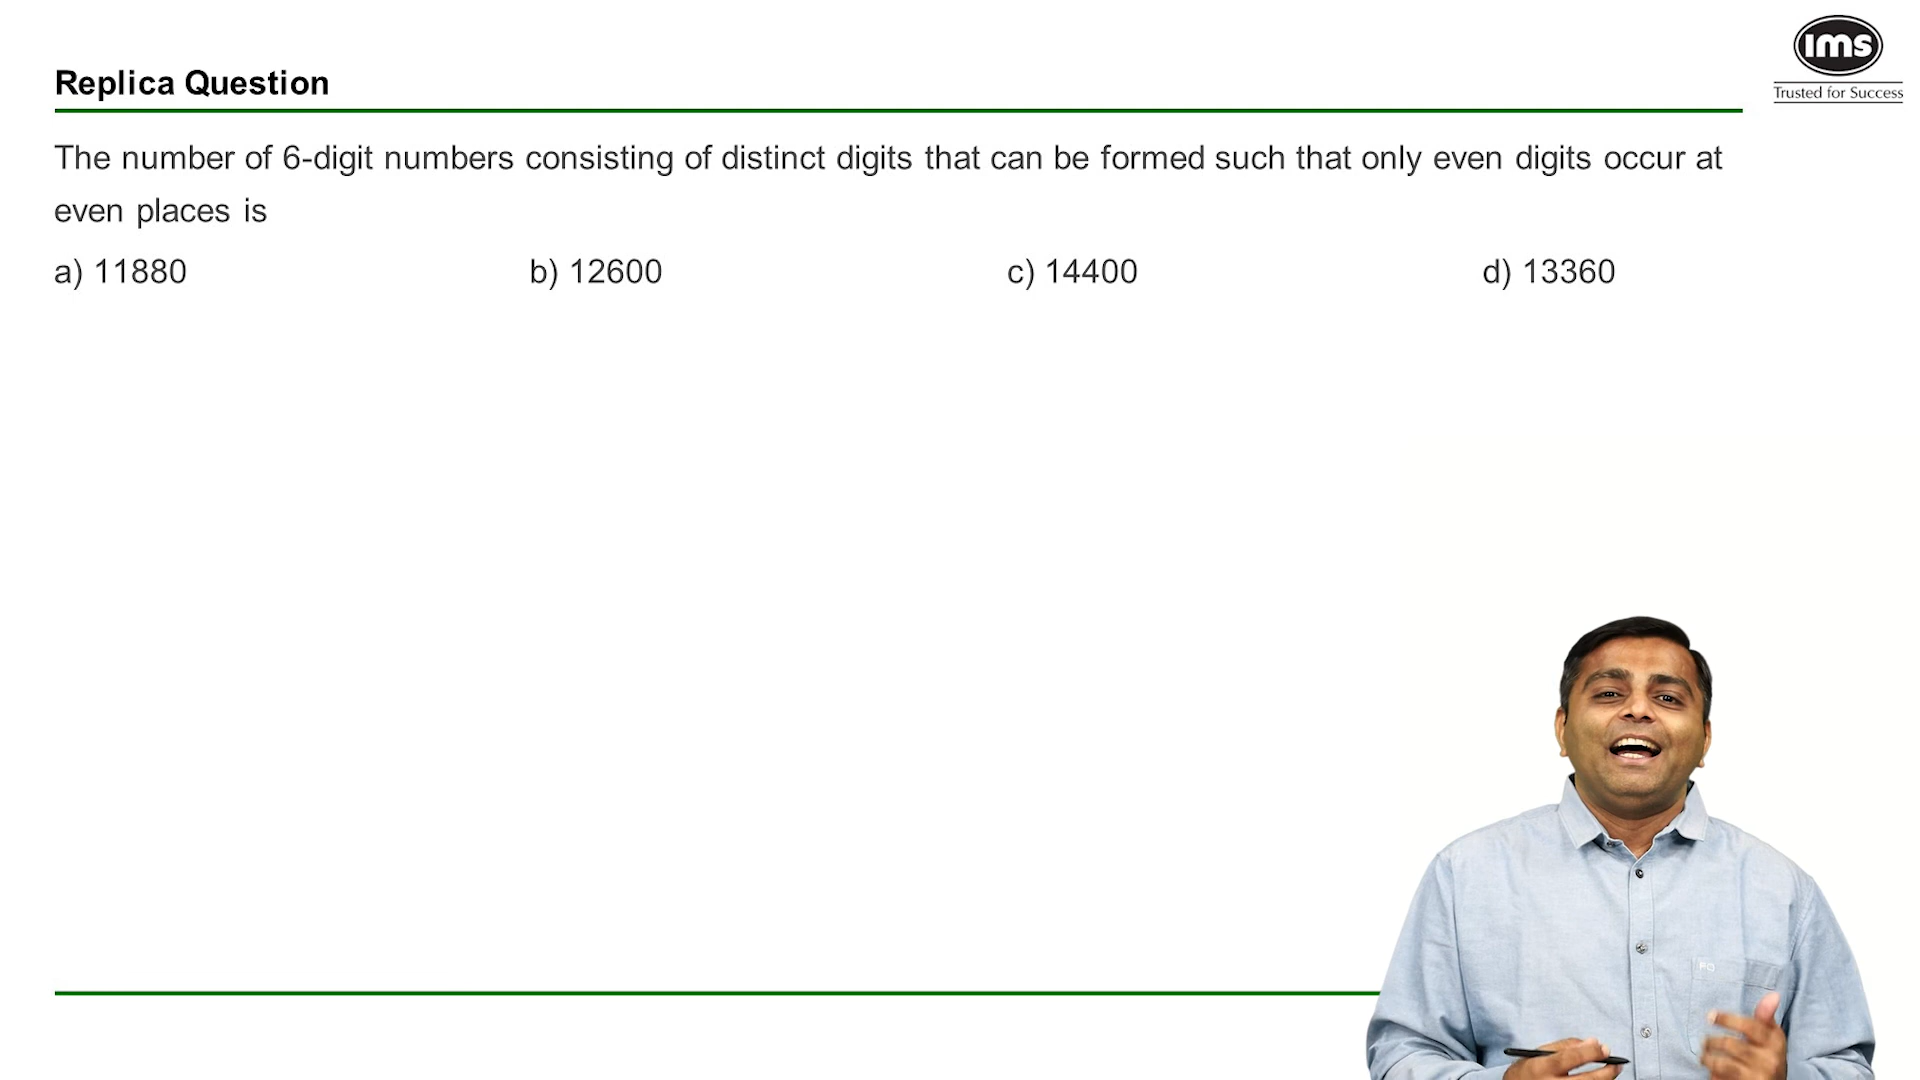 ims
Trusted for Success
Replica Question
The number of 6-digit numbers consisting of distinct digits that can be formed such that only even digits occur at
even places is
a) 11880 b) 12600 c) 14400 d) 13360